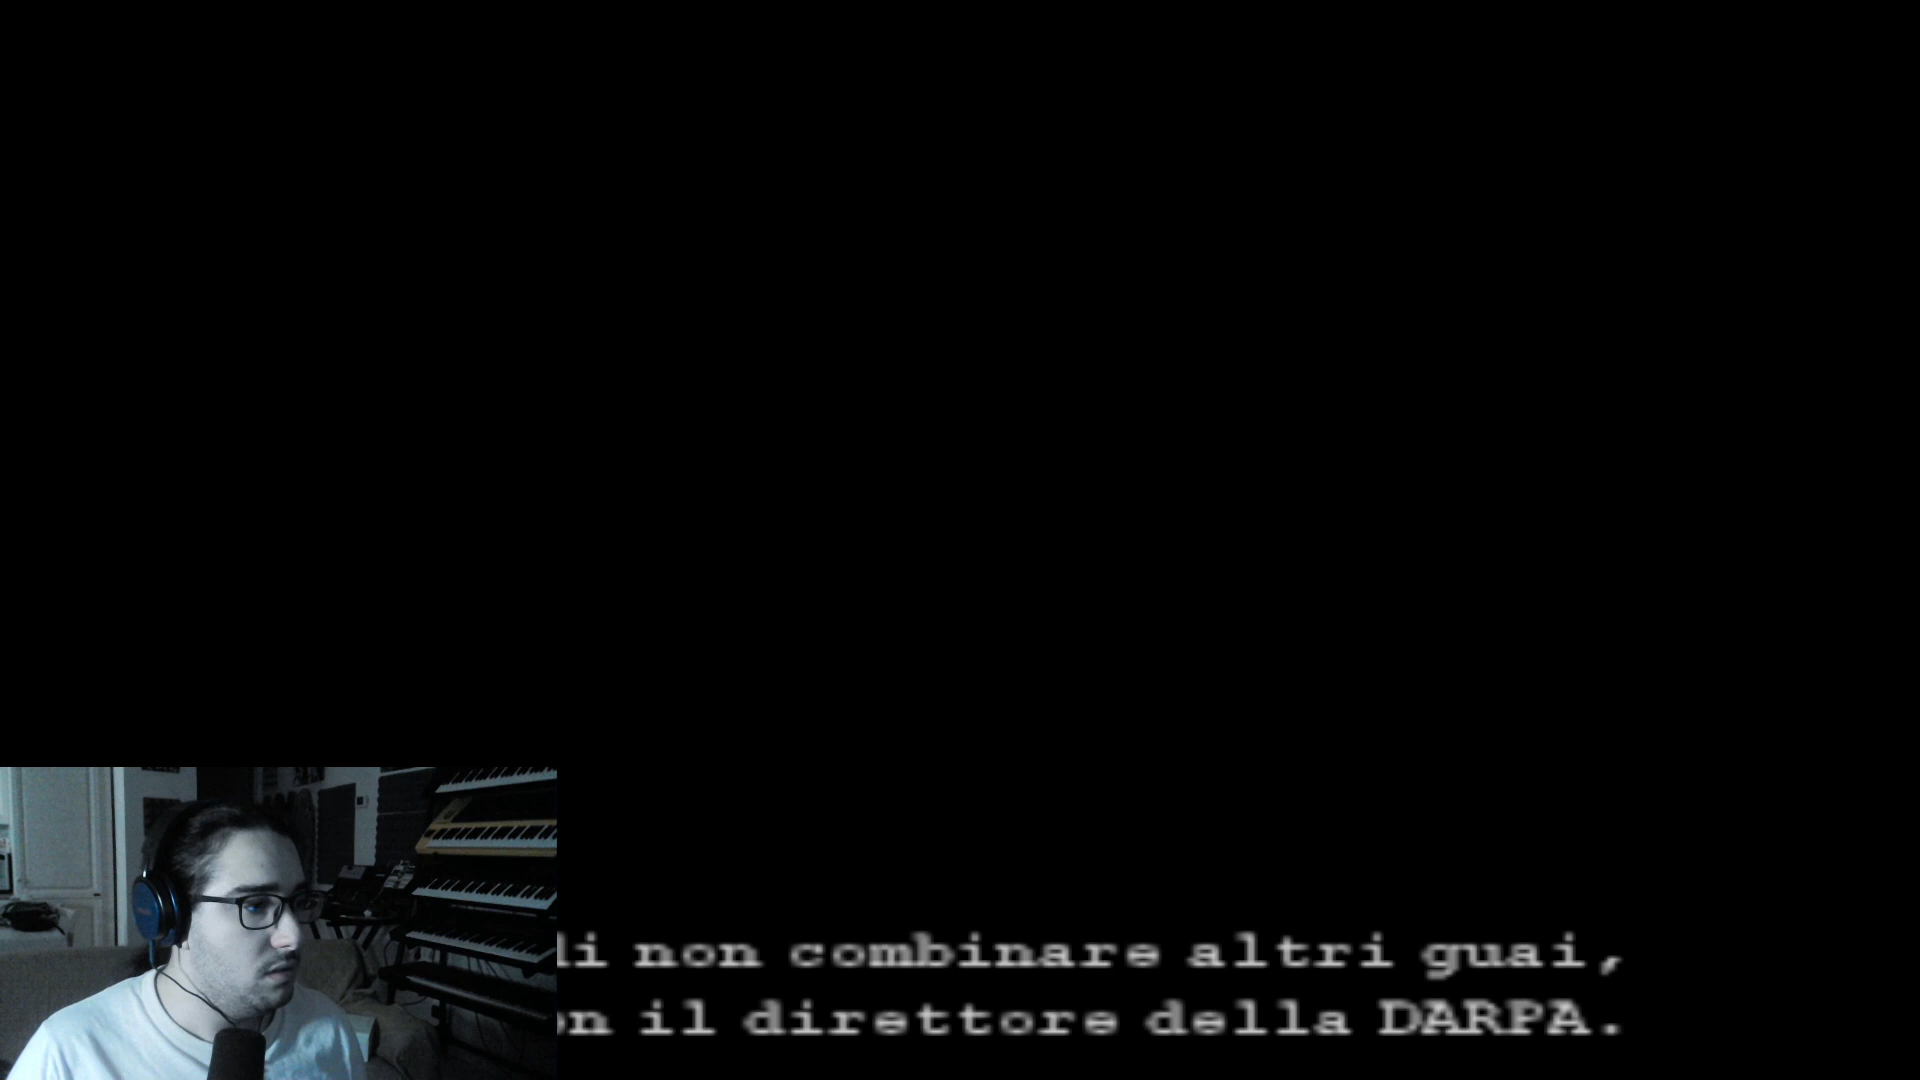 non combinare altri guai,
il direttore della DARPA.